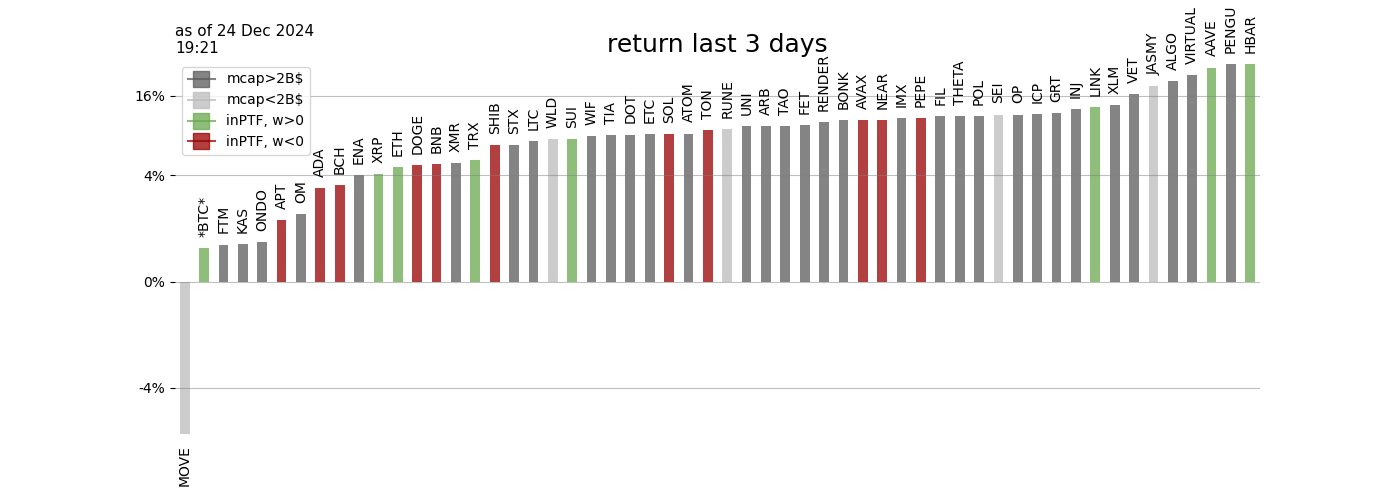 as of 24 Dec 2024
19:21
return last 3 days
mcap>2B$
mcap<2B$
inPTF, w>0
inPTF, w<0
16%
4%
0%
-4%
MOVE
*BTC*
FTM
KAS
ONDO
APT
OM
ADA
BCH
ENA
XRP
ETH
DOGE
BNB
XMR
TRX
SHIB
STX
LTC
WLD
SUI
WIF
TIA
DOT
ETC
SOL
ATOM
TON
RUNE
UNI
ARB
TAO
FET
RENDER
BONK
AVAX
NEAR
IMX
PEPE
FIL
THETA
POL
SEI
OP
ICP
GRT
INJ
LINK
XLM
VET
JASMY
ALGO
VIRTUAL
AAVE
PENGU
HBAR